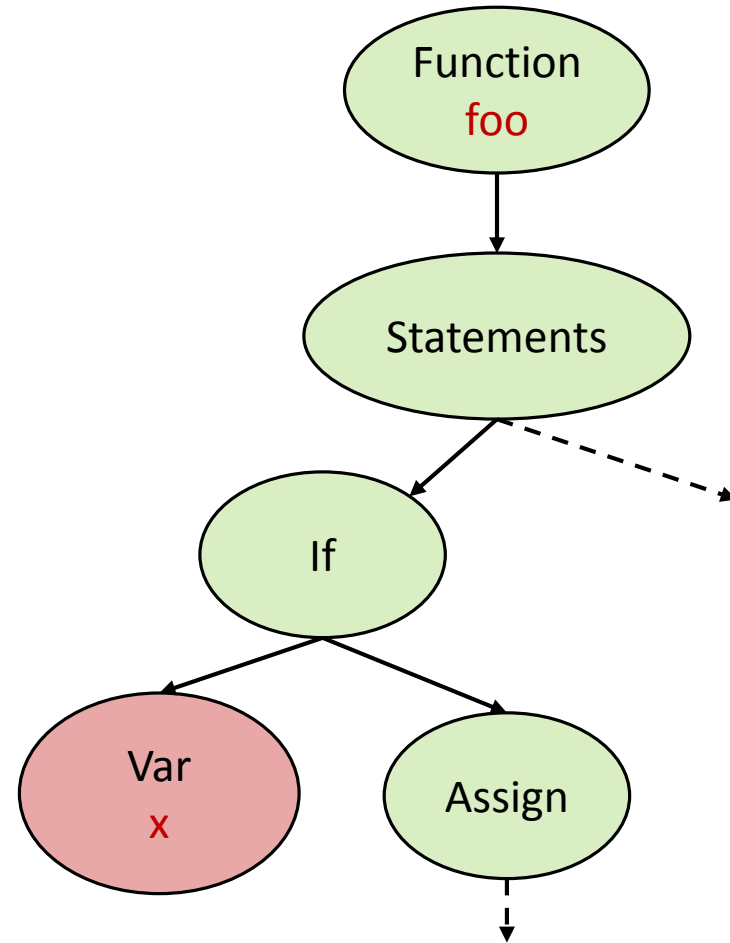 Function
foo
Statements
If
Var
x
Assign